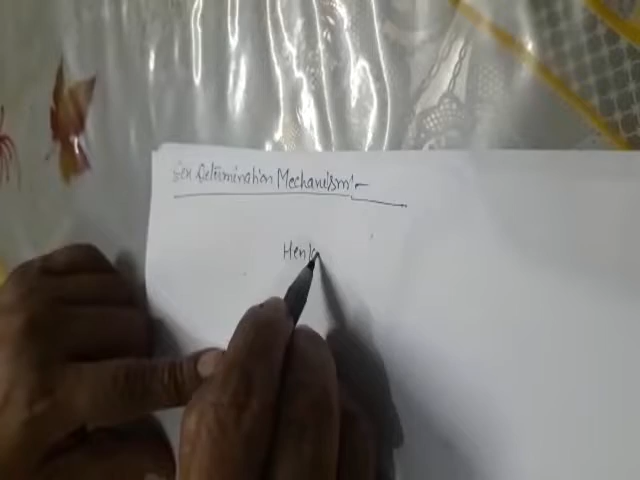 Sex Determination Mechanism :-
Henk